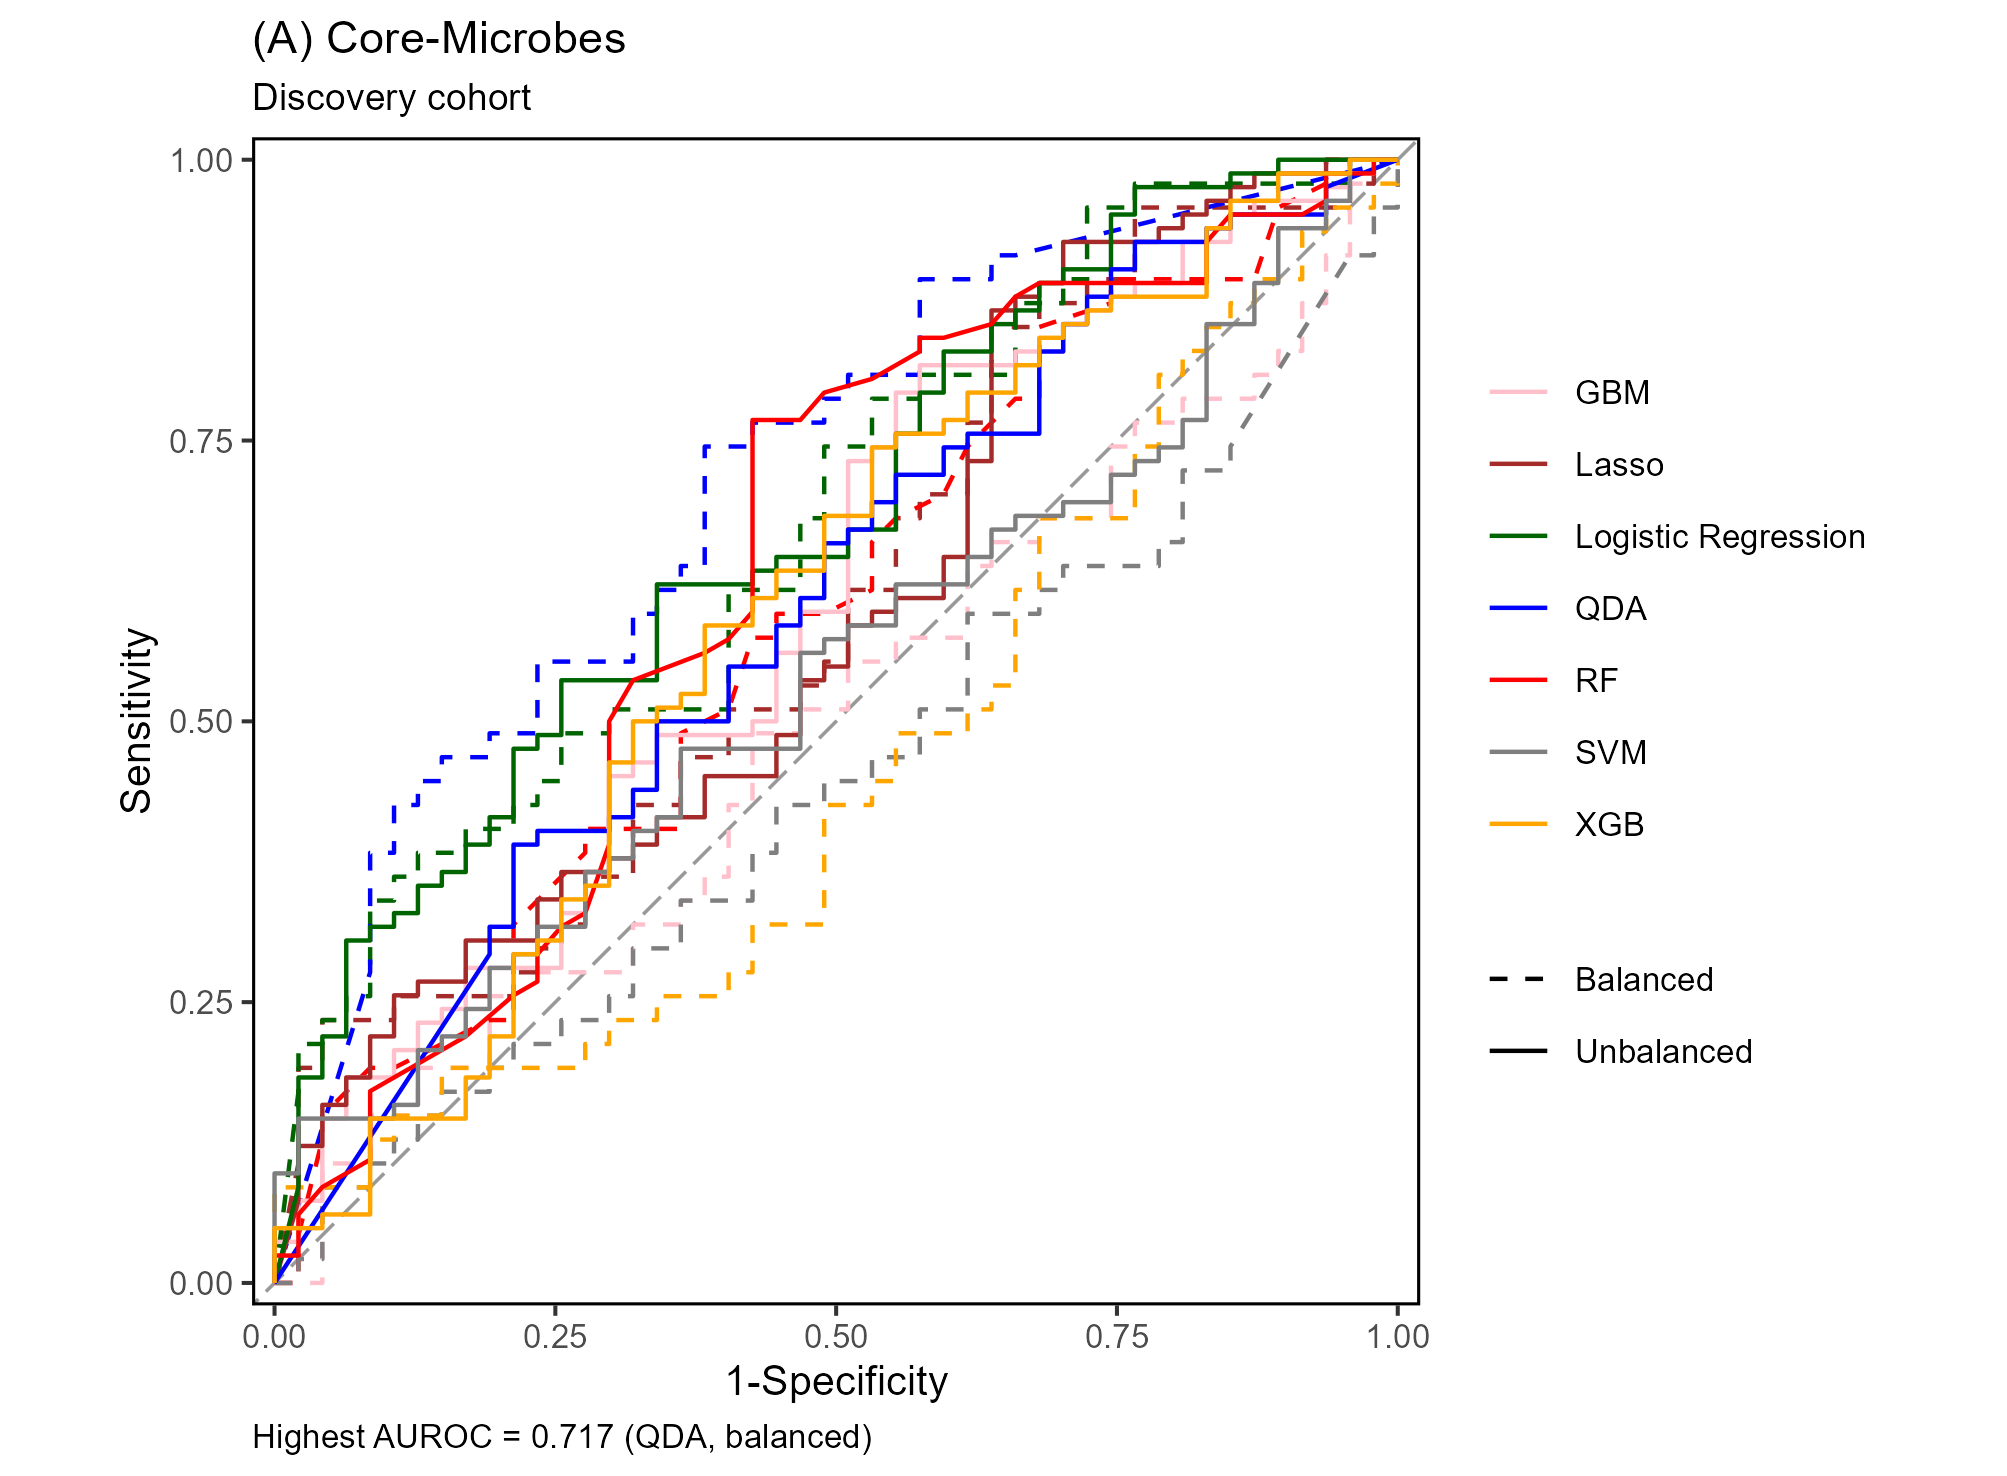 (A) Core-Microbes
Discovery cohort
1.00
0.75
0.50
0.25
0.00
Sensitivity
0.00 0.25 0.50 0.75 1.00
1-Specificity
Highest AUROC = 0.717 (QDA, balanced)
GBM
Lasso
Logistic Regression
QDA
RF
SVM
XGB
Balanced
Unbalanced